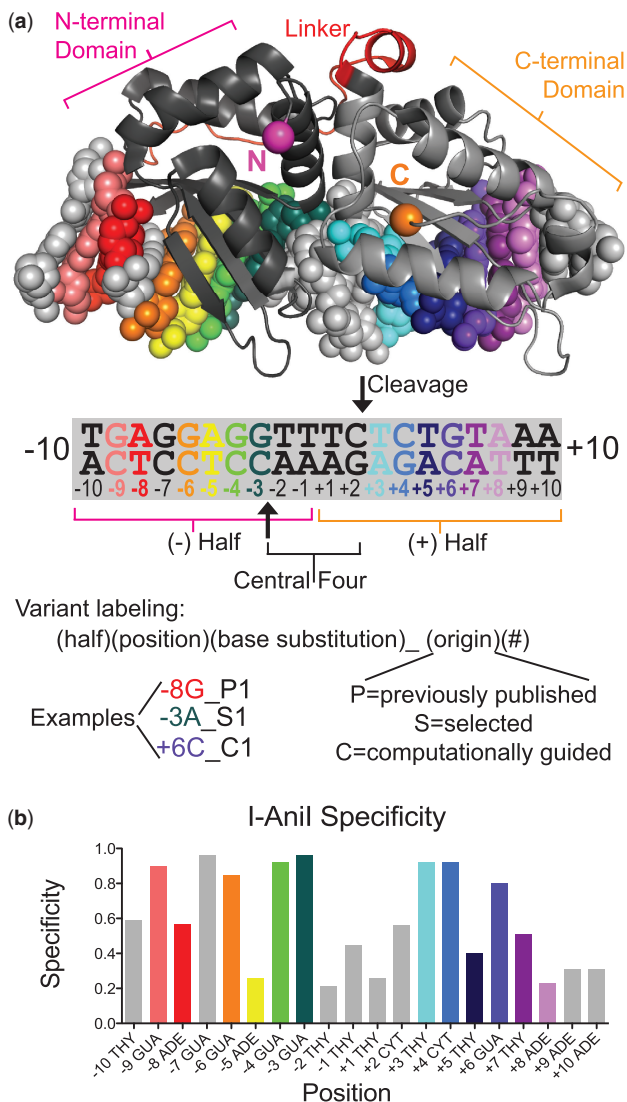 (a)
N-terminal
Domain
Linker
C-terminal
Domain
N
C
Cleavage
-10 TGAGGAGGTTTCTCTGTAAA +10
ACTCCTCCAAAGAGACATTT
-10 -9 -8 -7 -6 -5 -4 -3 -2 -1 +1 +2 +3 +4 +5 +6 +7 +8 +9 +10
(-) Half
(+) Half
Central Four
Variant labeling:
(half)(position)(base substitution)_ (origin)(#)
Examples
-8G_P1
-3A_S1
+6C_C1
P=previously published
S=selected
C=computationally guided
(b)
I-AniI Specificity
Specificity
1.0
0.8
0.6
0.4
0.2
0.0
-10 THY
-9 GUA
-8 ADE
-7 GUA
-6 GUA
-5 ADE
-4 GUA
-3 GUA
-2 THY
-1 THY
+1 THY
+2 CYT
+3 THY
+4 CYT
+5 THY
+6 GUA
+7 THY
+8 ADE
+9 ADE
+10 ADE
Position